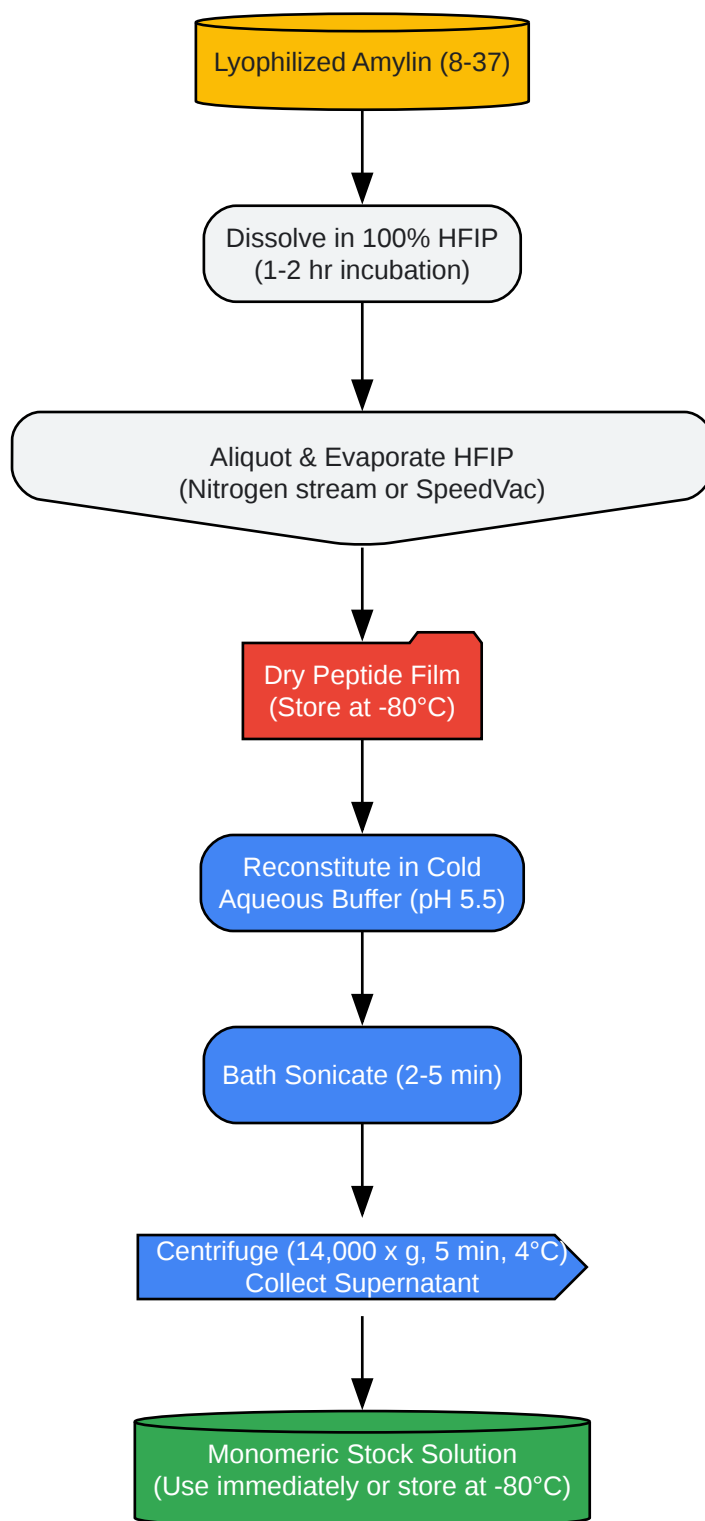 Lyophilized Amylin (8-37)
Dissolve in 100% HFIP
(1-2 hr incubation)
Aliquot & Evaporate HFIP
(Nitrogen stream or SpeedVac)
Dry Peptide Film
(Store at -80°C)
Reconstitute in Cold
Aqueous Buffer (pH 5.5)
Bath Sonicate (2-5 min)
Centrifuge (14,000 x g, 5 min, 4°C)
Collect Supernatant
Monomeric Stock Solution
(Use immediately or store at -80°C)